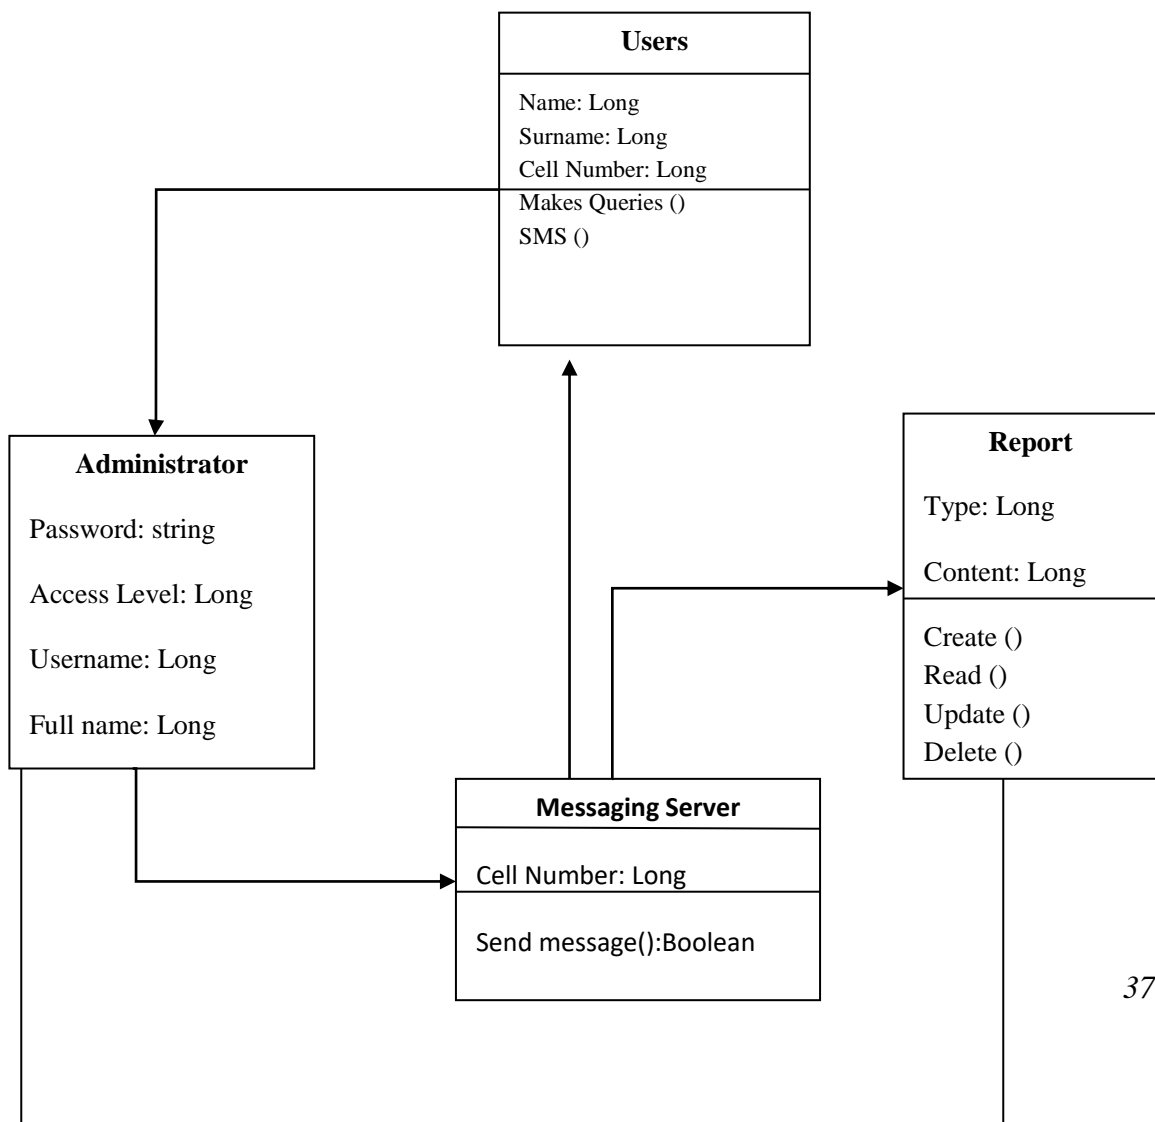 Users
Name: Long
Surname: Long
Cell Number: Long
Makes Queries ()
SMS ()
Administrator
Password: string
Access Level: Long
Username: Long
Full name: Long
Report
Type: Long
Content: Long
Create ()
Read ()
Update ()
Delete ()
Messaging Server
Cell Number: Long
Send message():Boolean
37